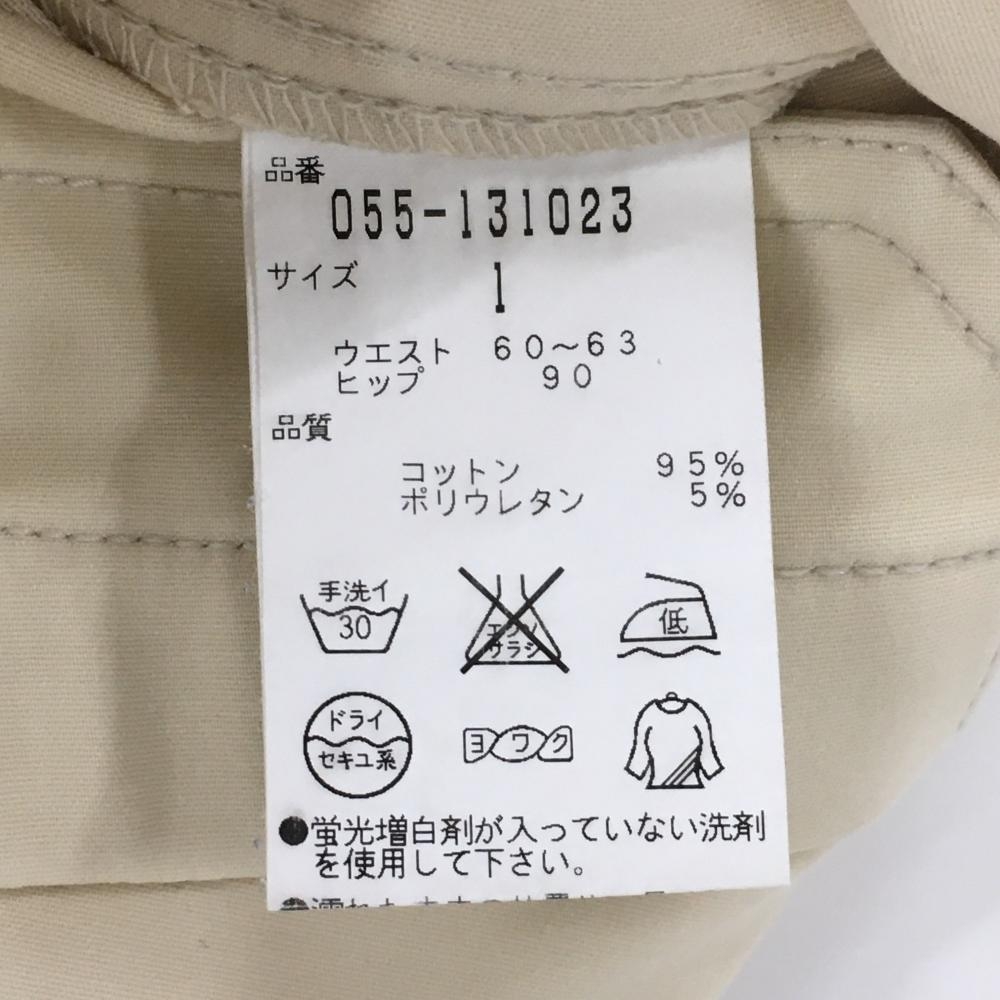 品番
055-131023
サイズ 1
ウエスト 60～63
ヒップ 90
品質
コットン 95%
ポリウレタン 5%
手洗イ
30
エンソ
サラシ
低
ドライ
セキユ系
ヨワク
●蛍光増白剤が入っていない洗剤
を使用して下さい。